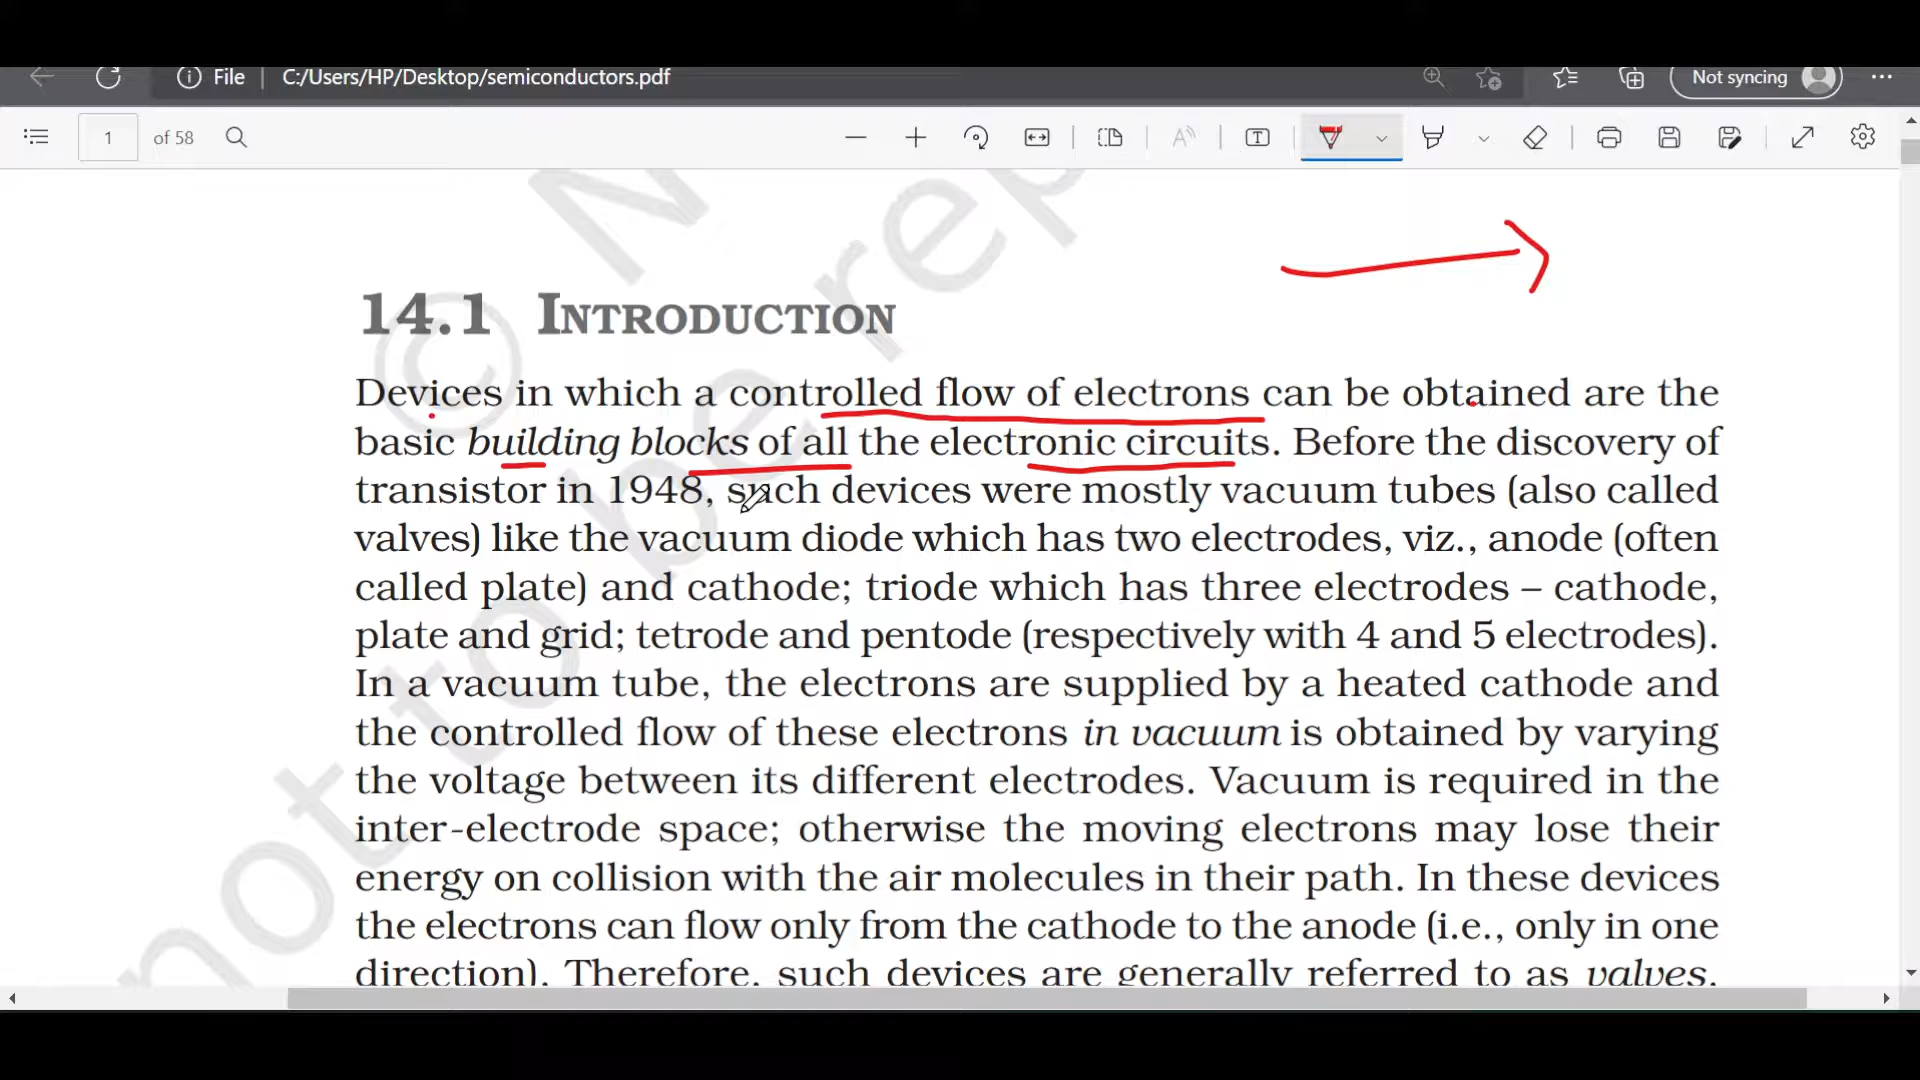 File | C:/Users/HP/Desktop/semiconductors.pdf Not syncing
1 of 58
© N
not to be rep
14.1 INTRODUCTION
Devices in which a controlled flow of electrons can be obtained are the
basic building blocks of all the electronic circuits. Before the discovery of
transistor in 1948, such devices were mostly vacuum tubes (also called
valves) like the vacuum diode which has two electrodes, viz., anode (often
called plate) and cathode; triode which has three electrodes – cathode,
plate and grid; tetrode and pentode (respectively with 4 and 5 electrodes).
In a vacuum tube, the electrons are supplied by a heated cathode and
the controlled flow of these electrons in vacuum is obtained by varying
the voltage between its different electrodes. Vacuum is required in the
inter-electrode space; otherwise the moving electrons may lose their
energy on collision with the air molecules in their path. In these devices
the electrons can flow only from the cathode to the anode (i.e., only in one
direction). Therefore, such devices are generally referred to as valves.